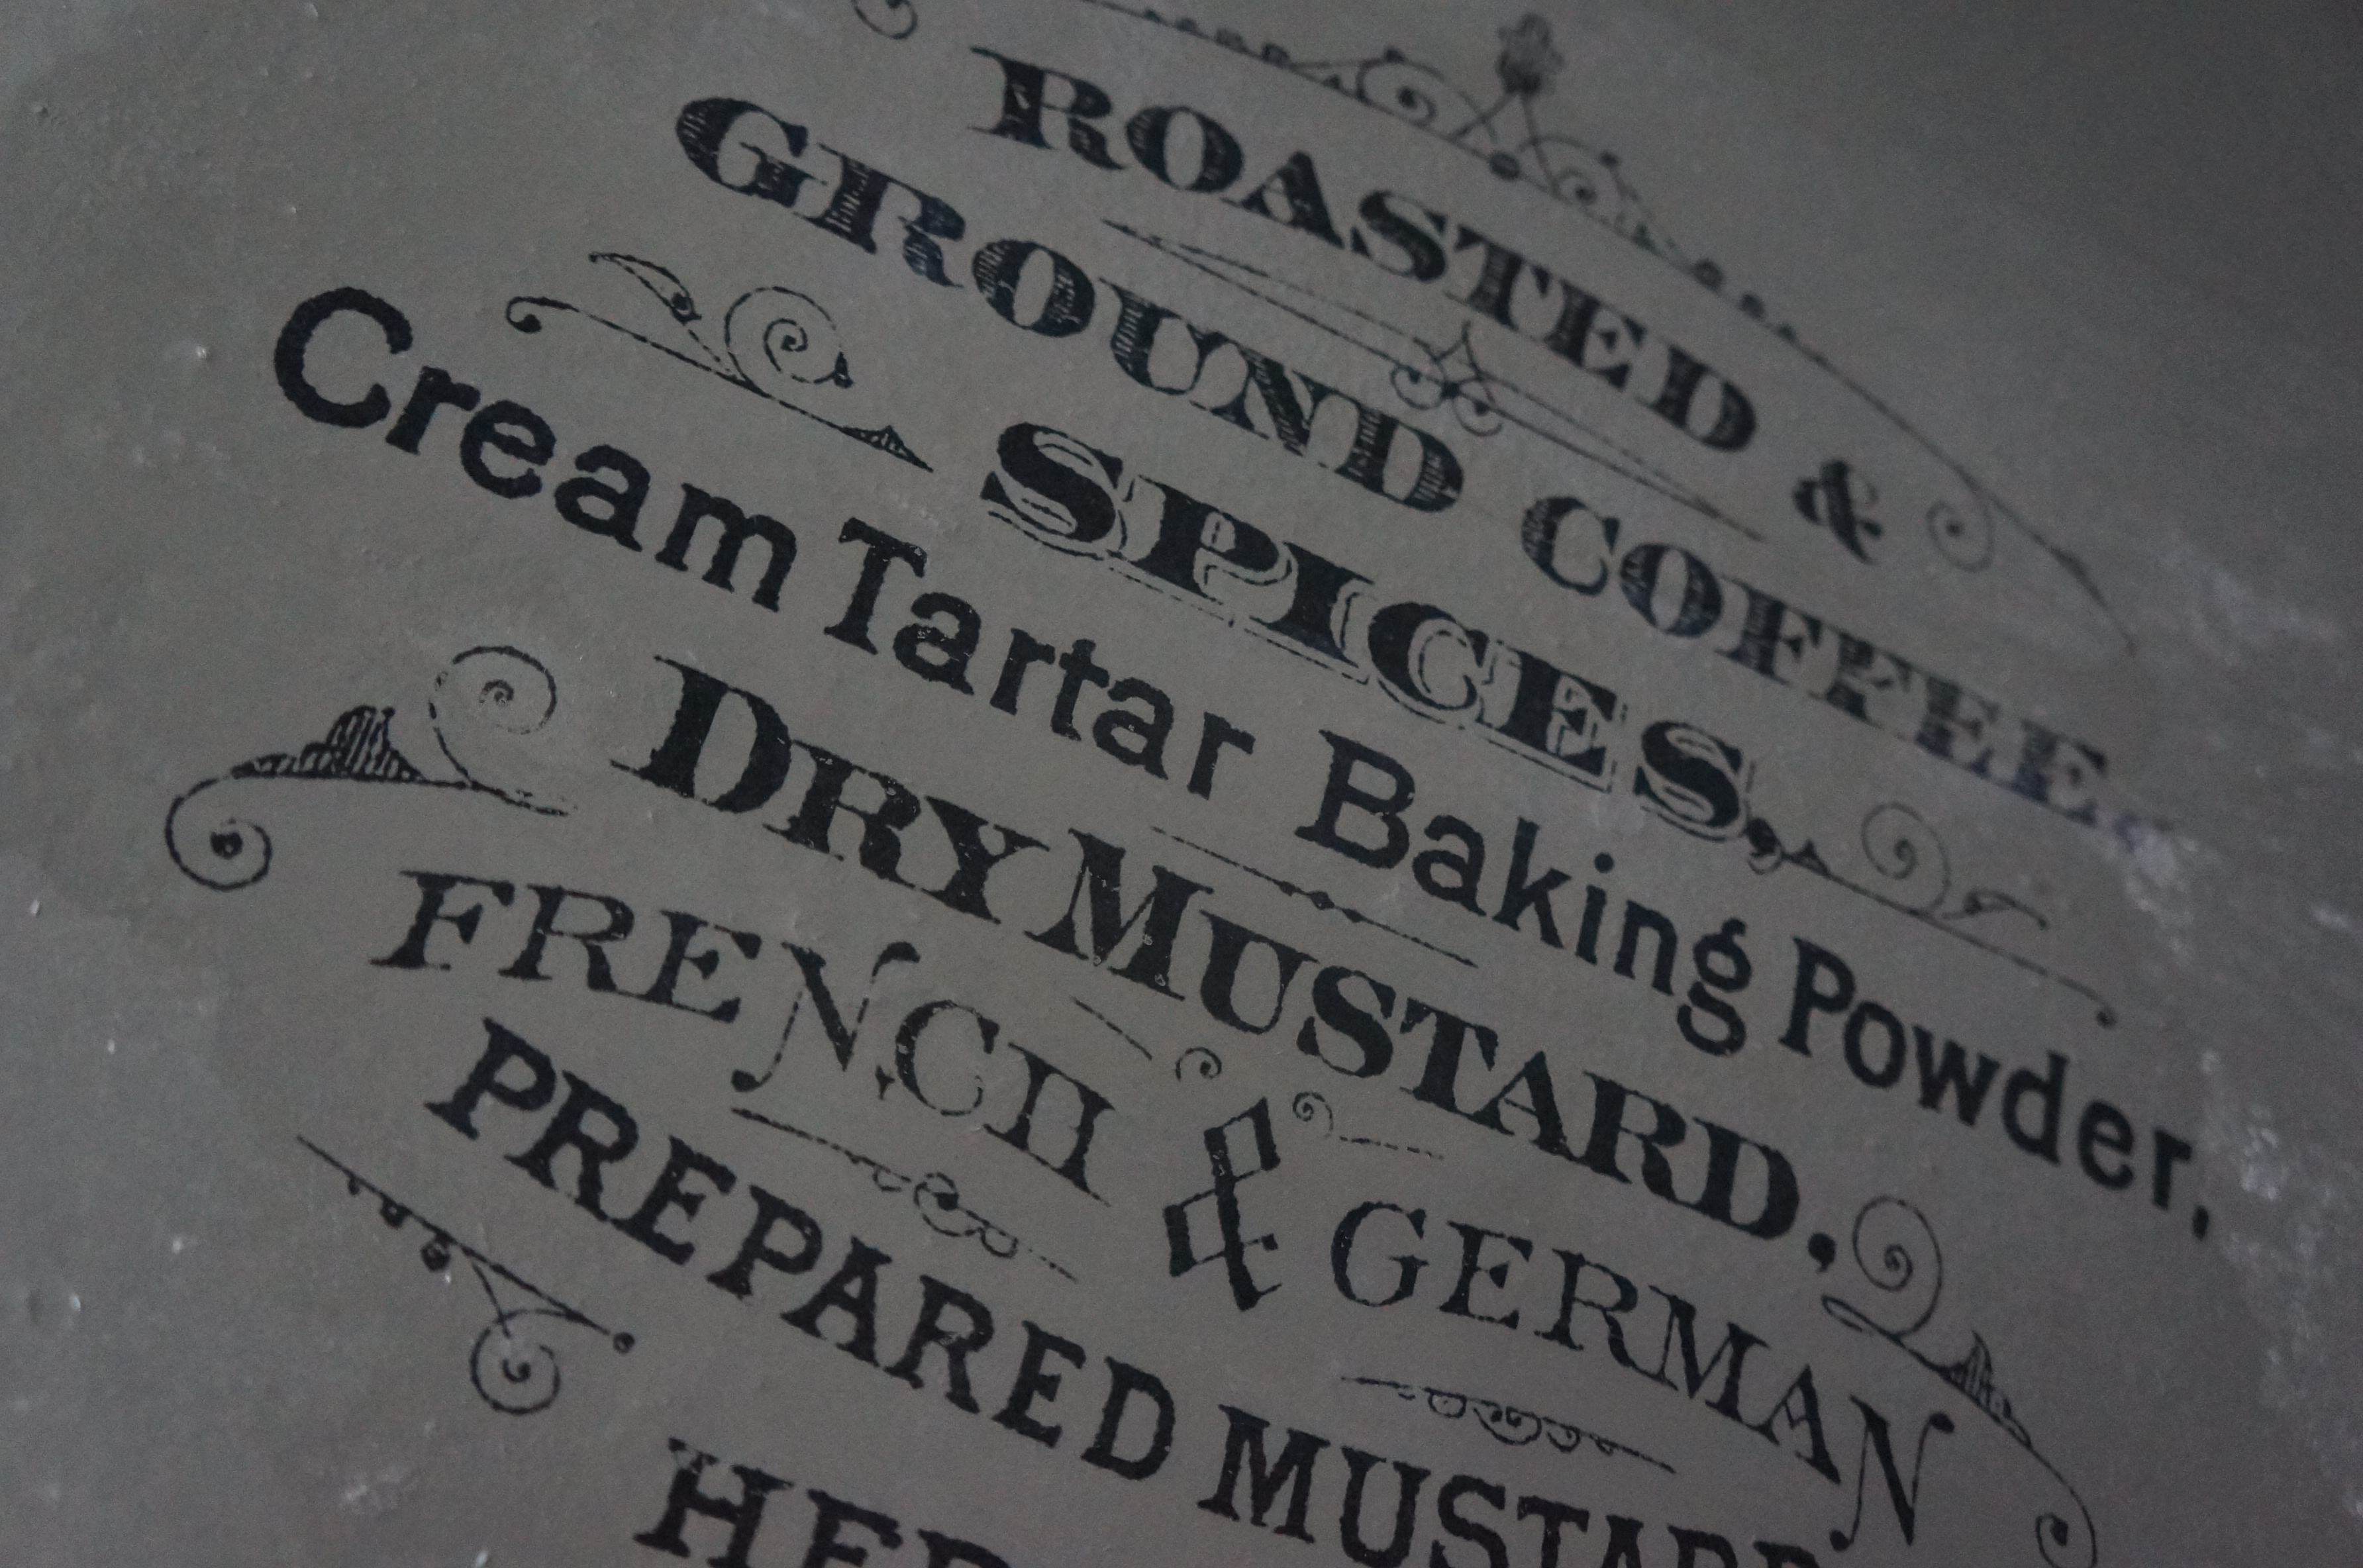 ROASTED &
GROUND COFFEE
SPICES,
Cream Tartar Baking Powder,
DRY MUSTARD.
FRENCH & GERMAN
PREPARED MUSTARD